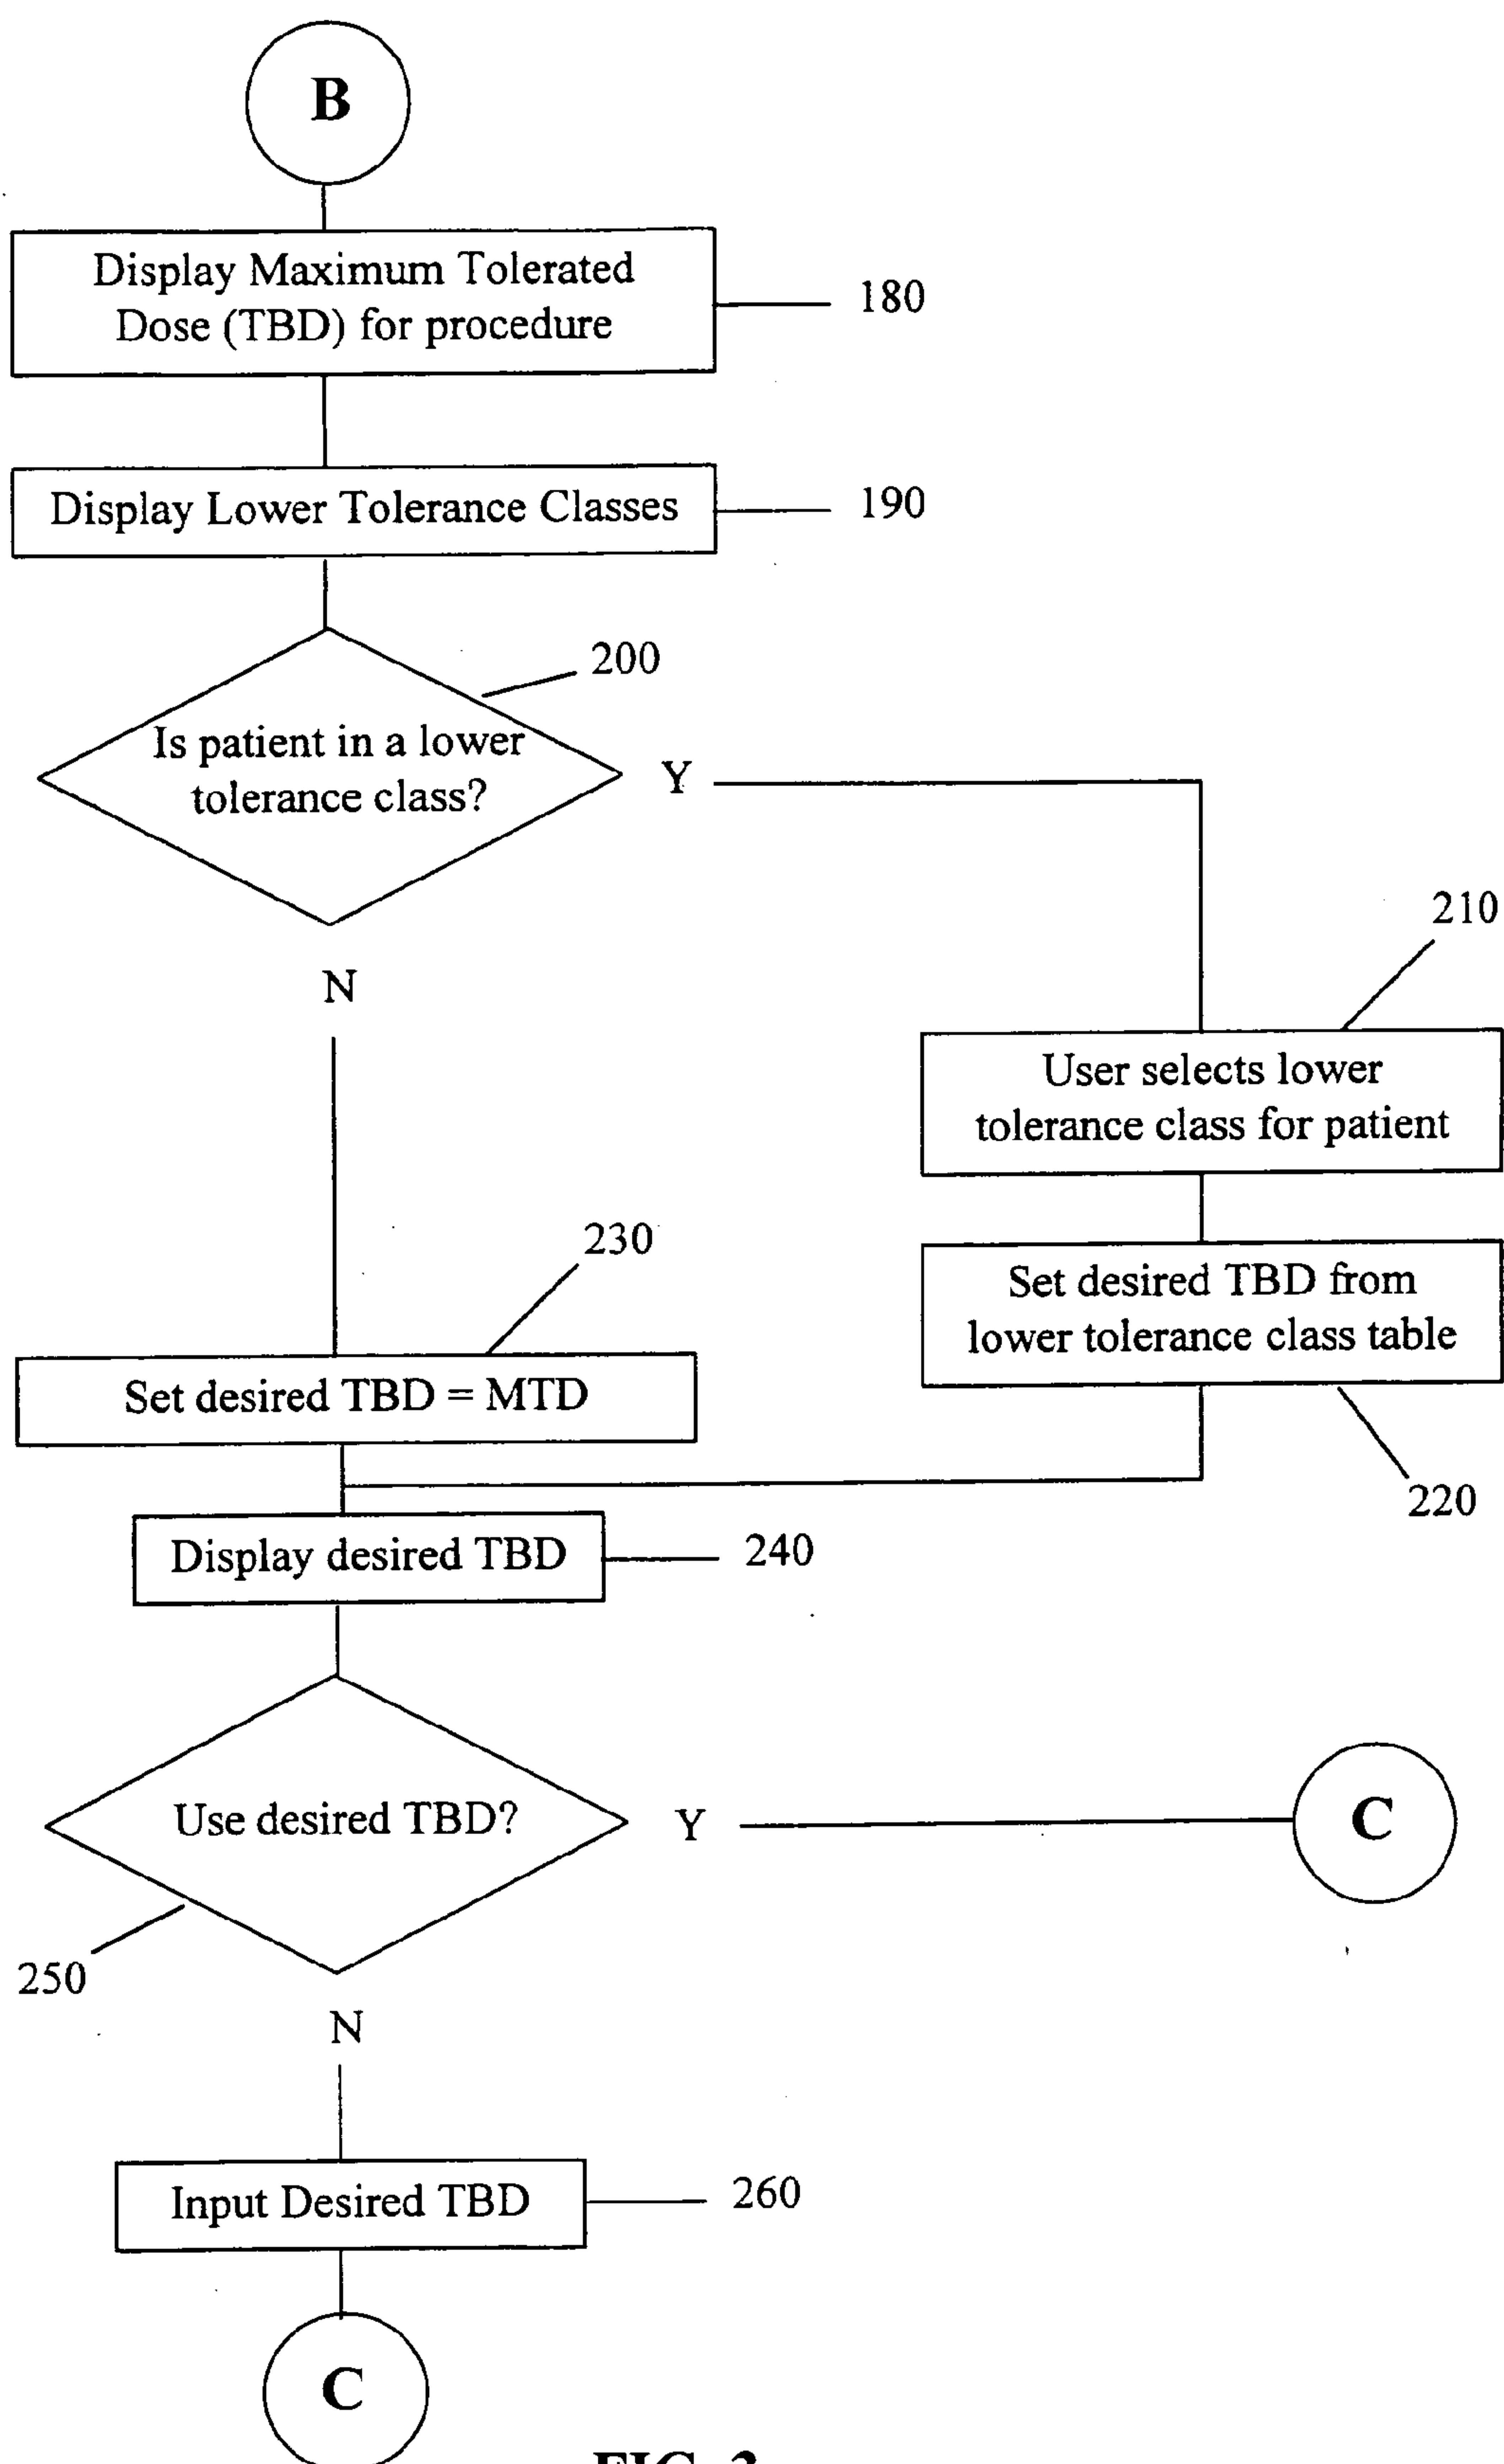 B
Display Maximum Tolerated
Dose (TBD) for procedure
180
Display Lower Tolerance Classes
190
200
Is patient in a lower
tolerance class?
Y
N
210
User selects lower
tolerance class for patient
230
Set desired TBD from
lower tolerance class table
Set desired TBD = MTD
220
Display desired TBD
240
Use desired TBD?
Y
C
250
N
Input Desired TBD
260
C